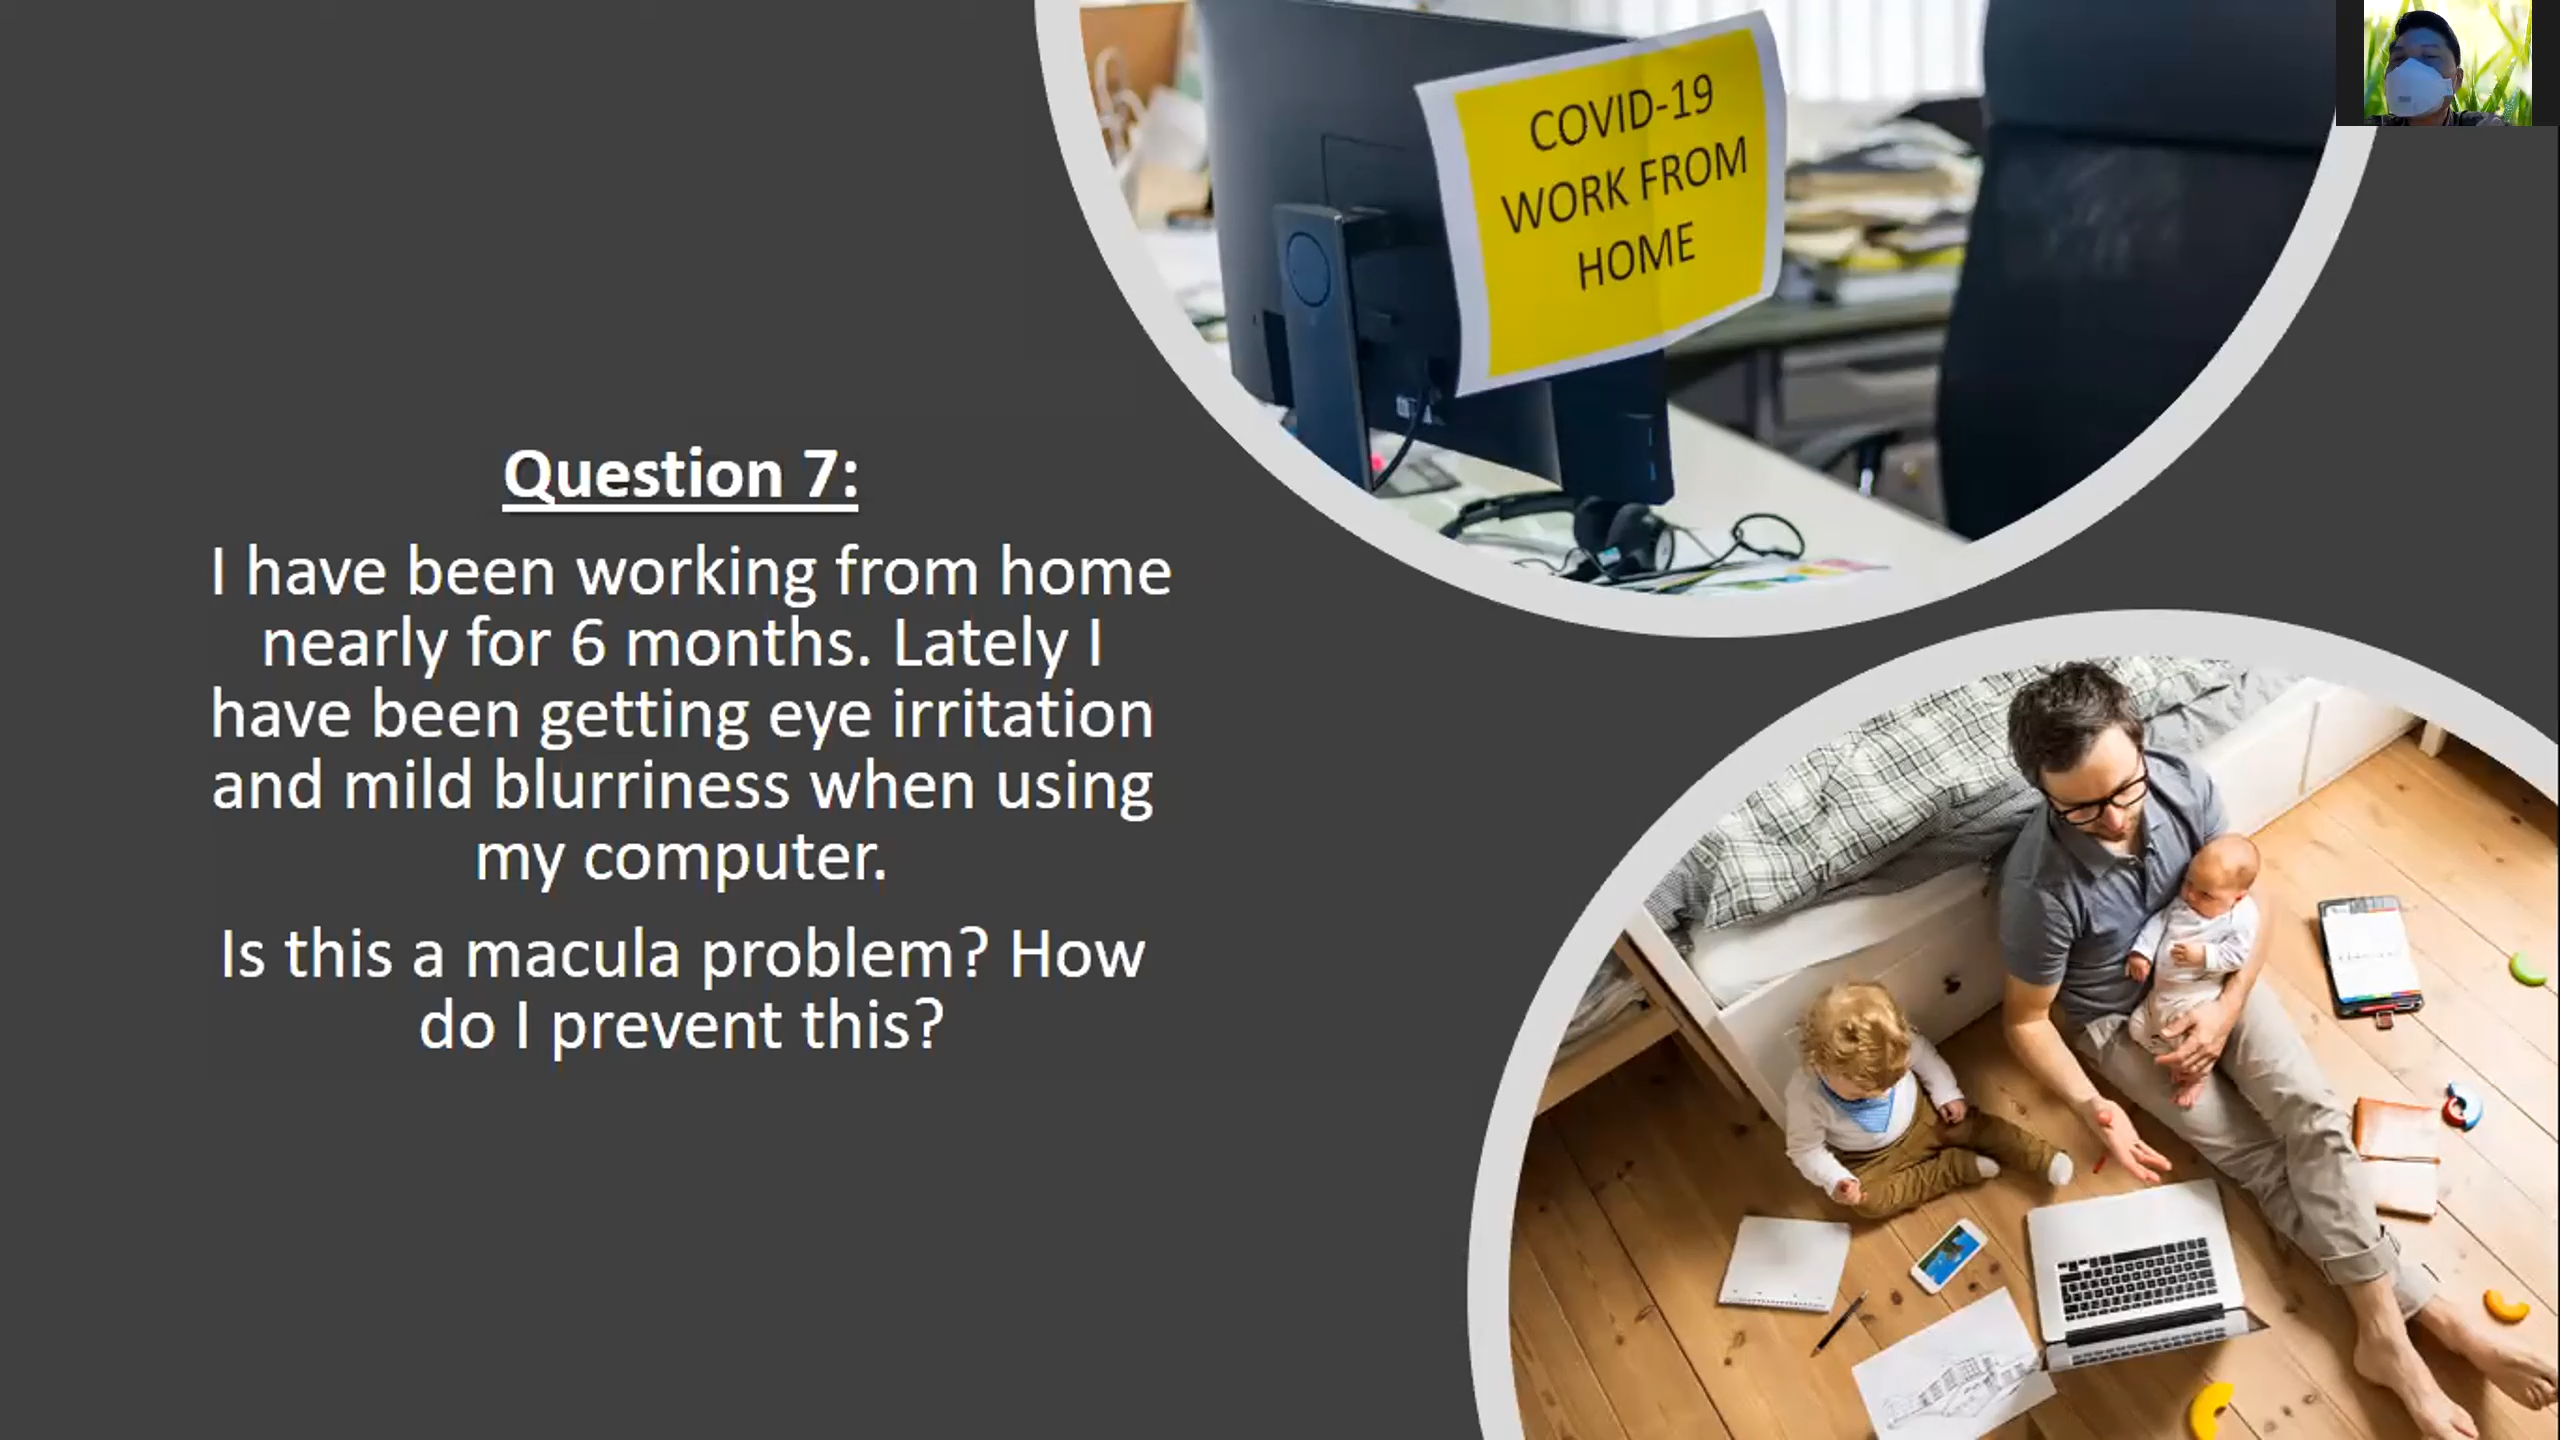 COVID-19
WORK FROM
HOME
Question 7:
I have been working from home
nearly for 6 months. Lately I
have been getting eye irritation
and mild blurriness when using
my computer.
Is this a macula problem? How
do I prevent this?